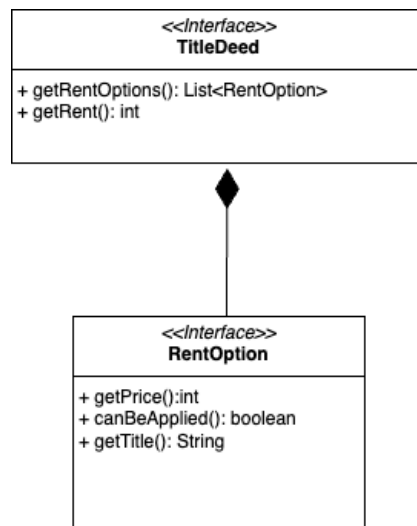 <<Interface>>
TitleDeed
+ getRentOptions(): List<RentOption>
+ getRent(): int
<<Interface>>
RentOption
+ getPrice():int
+ canBeApplied(): boolean
+ getTitle(): String